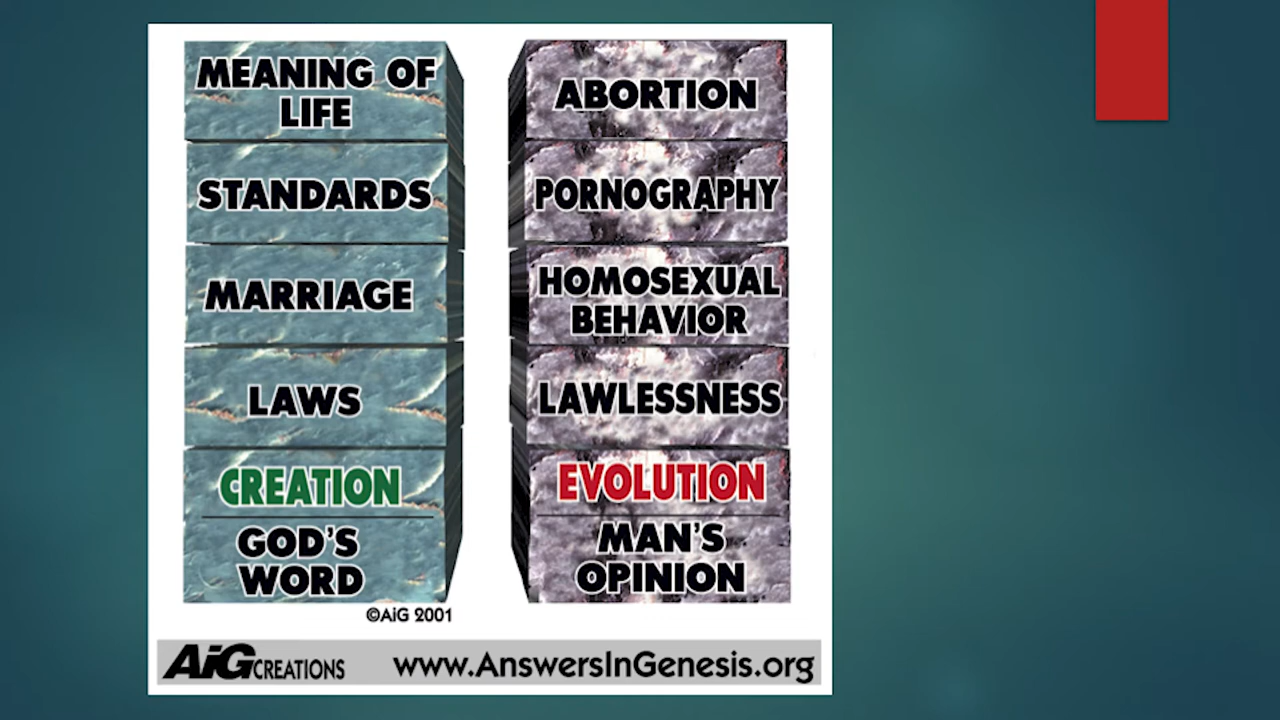 MEANING OF
LIFE
STANDARDS
MARRIAGE
LAWS
CREATION
GOD'S
WORD
ABORTION
PORNOGRAPHY
HOMOSEXUAL
BEHAVIOR
LAWLESSNESS
EVOLUTION
MAN'S
OPINION
©AiG 2001
AiG CREATIONS www.AnswersInGenesis.org